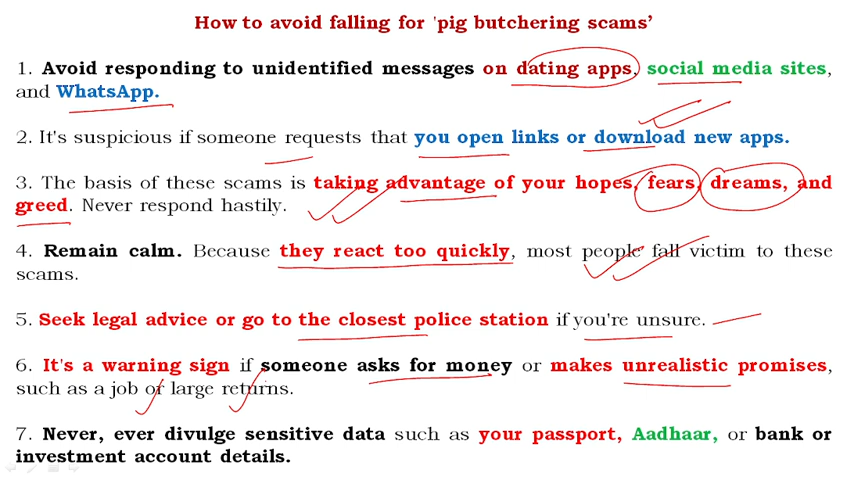 How to avoid falling for 'pig butchering scams’
1. Avoid responding to unidentified messages on dating apps, social media sites,
and WhatsApp.
2. It's suspicious if someone requests that you open links or download new apps.
3. The basis of these scams is taking advantage of your hopes, fears, dreams, and
greed. Never respond hastily.
4. Remain calm. Because they react too quickly, most people fall victim to these
scams.
5. Seek legal advice or go to the closest police station if you're unsure.
6. It's a warning sign if someone asks for money or makes unrealistic promises,
such as a job or large returns.
7. Never, ever divulge sensitive data such as your passport, Aadhaar, or bank or
investment account details.